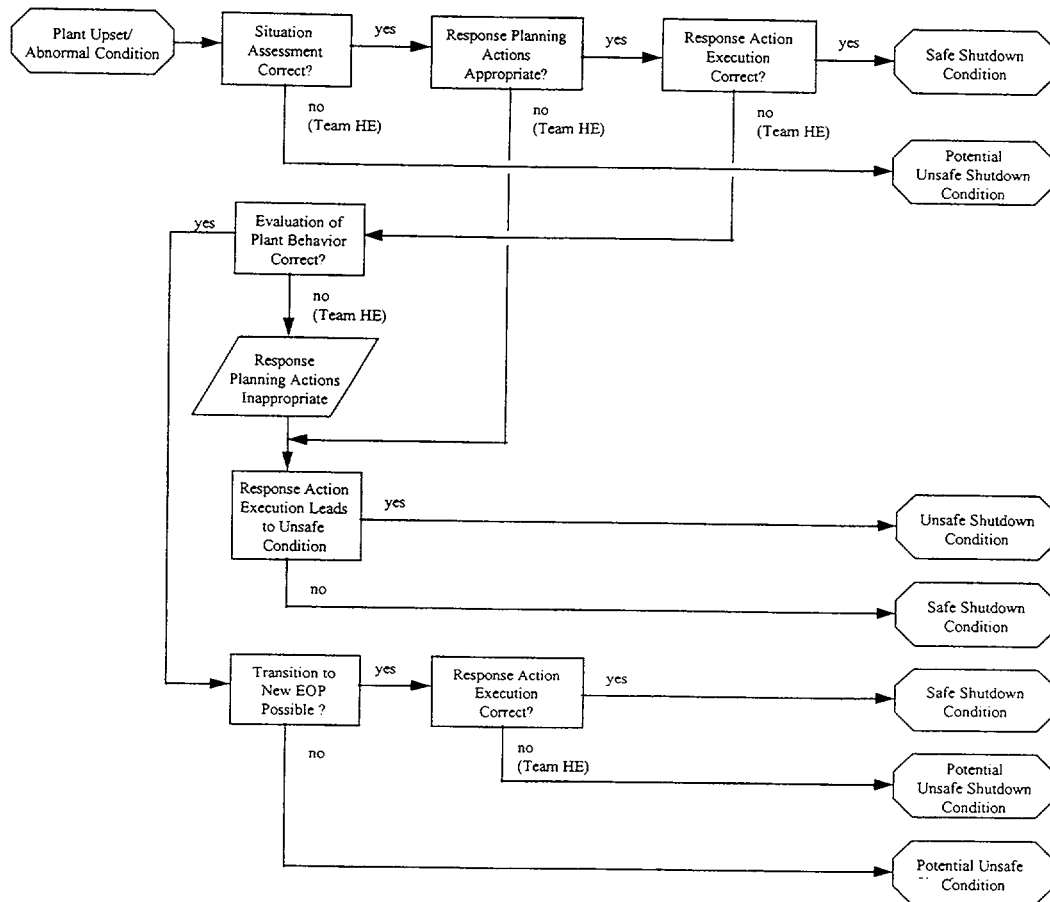 Plant Upset/
Abnormal Condition
Situation
Assessment
Correct?
yes
Response Planning
Actions
Appropriate?
yes
Response Action
Execution
Correct?
yes
Safe Shutdown
Condition
no
(Team HE)
no
(Team HE)
no
(Team HE)
Potential
Unsafe Shutdown
Condition
yes
Evaluation of
Plant Behavior
Correct?
no
(Team HE)
Response
Planning Actions
Inappropriate
Response Action
Execution Leads
to Unsafe
Condition
yes
Unsafe Shutdown
Condition
no
Safe Shutdown
Condition
Transition to
New EOP
Possible ?
yes
Response Action
Execution
Correct?
yes
Safe Shutdown
Condition
no
no
(Team HE)
Potential
Unsafe Shutdown
Condition
Potential Unsafe
Condition